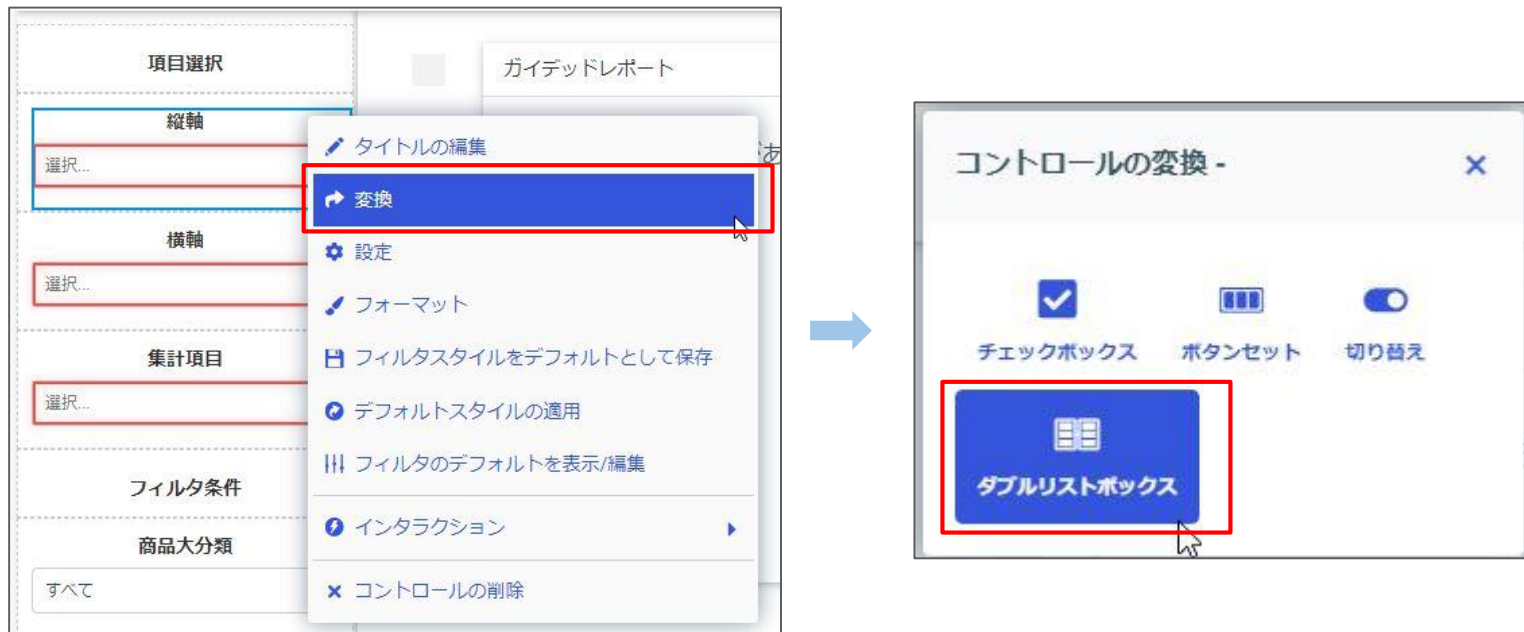 項目選択
縦軸
選択...
横軸
選択...
集計項目
選択...
フィルタ条件
商品大分類
すべて
ガイデッドレポート
あ
タイトルの編集
変換
設定
フォーマット
フィルタスタイルをデフォルトとして保存
デフォルトスタイルの適用
フィルタのデフォルトを表示/編集
インタラクション
コントロールの削除
コントロールの変換 -
チェックボックス ボタンセット 切り替え
ダブルリストボックス